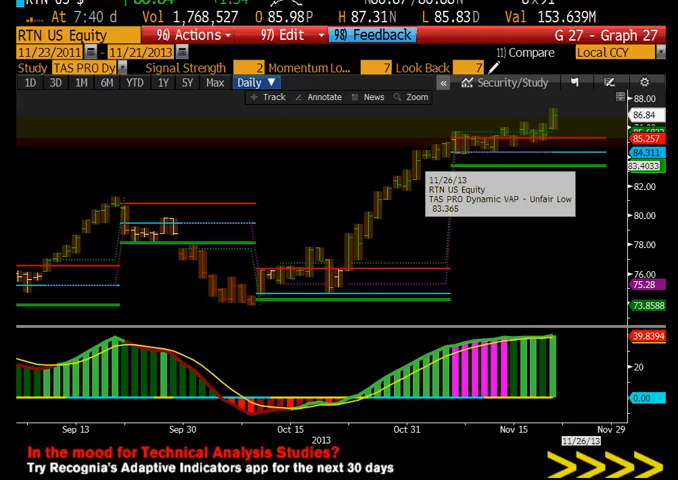 RTN US $
At 7:40 d Vol 1,768,527 O 85.98P H 87.31N L 85.83D Val 153.639M
RTN US Equity 96) Actions 97) Edit 98) Feedback G 27 - Graph 27
11/23/2011 - 11/21/2013 11) Compare Local CCY
Study TAS PRO Dy Signal Strength 2 Momentum Lo... 7 Look Back 7
1D 3D 1M 6M YTD 1Y 5Y Max Daily ▼ « Security/Study
+ Track Annotate News Zoom
88.00
86.84
85.257
84.311
83.4033
82.00
80.00
78.00
76.00
75.28
73.8588
11/26/13
RTN US Equity
TAS PRO Dynamic VAP - Unfair Low
83.365
39.8394
20
0.00
Sep 13 Sep 30 Oct 15 Oct 31 Nov 15 Nov 29
2013 11/26/13
In the mood for Technical Analysis Studies?
Try Recognia's Adaptive Indicators app for the next 30 days